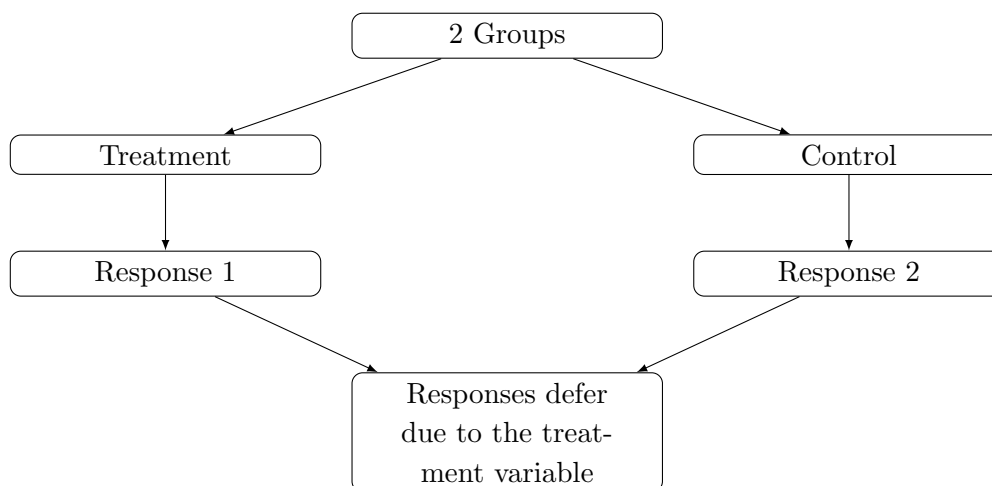 2 Groups
Treatment
Control
Response 1
Response 2
Responses defer
due to the treat-
ment variable